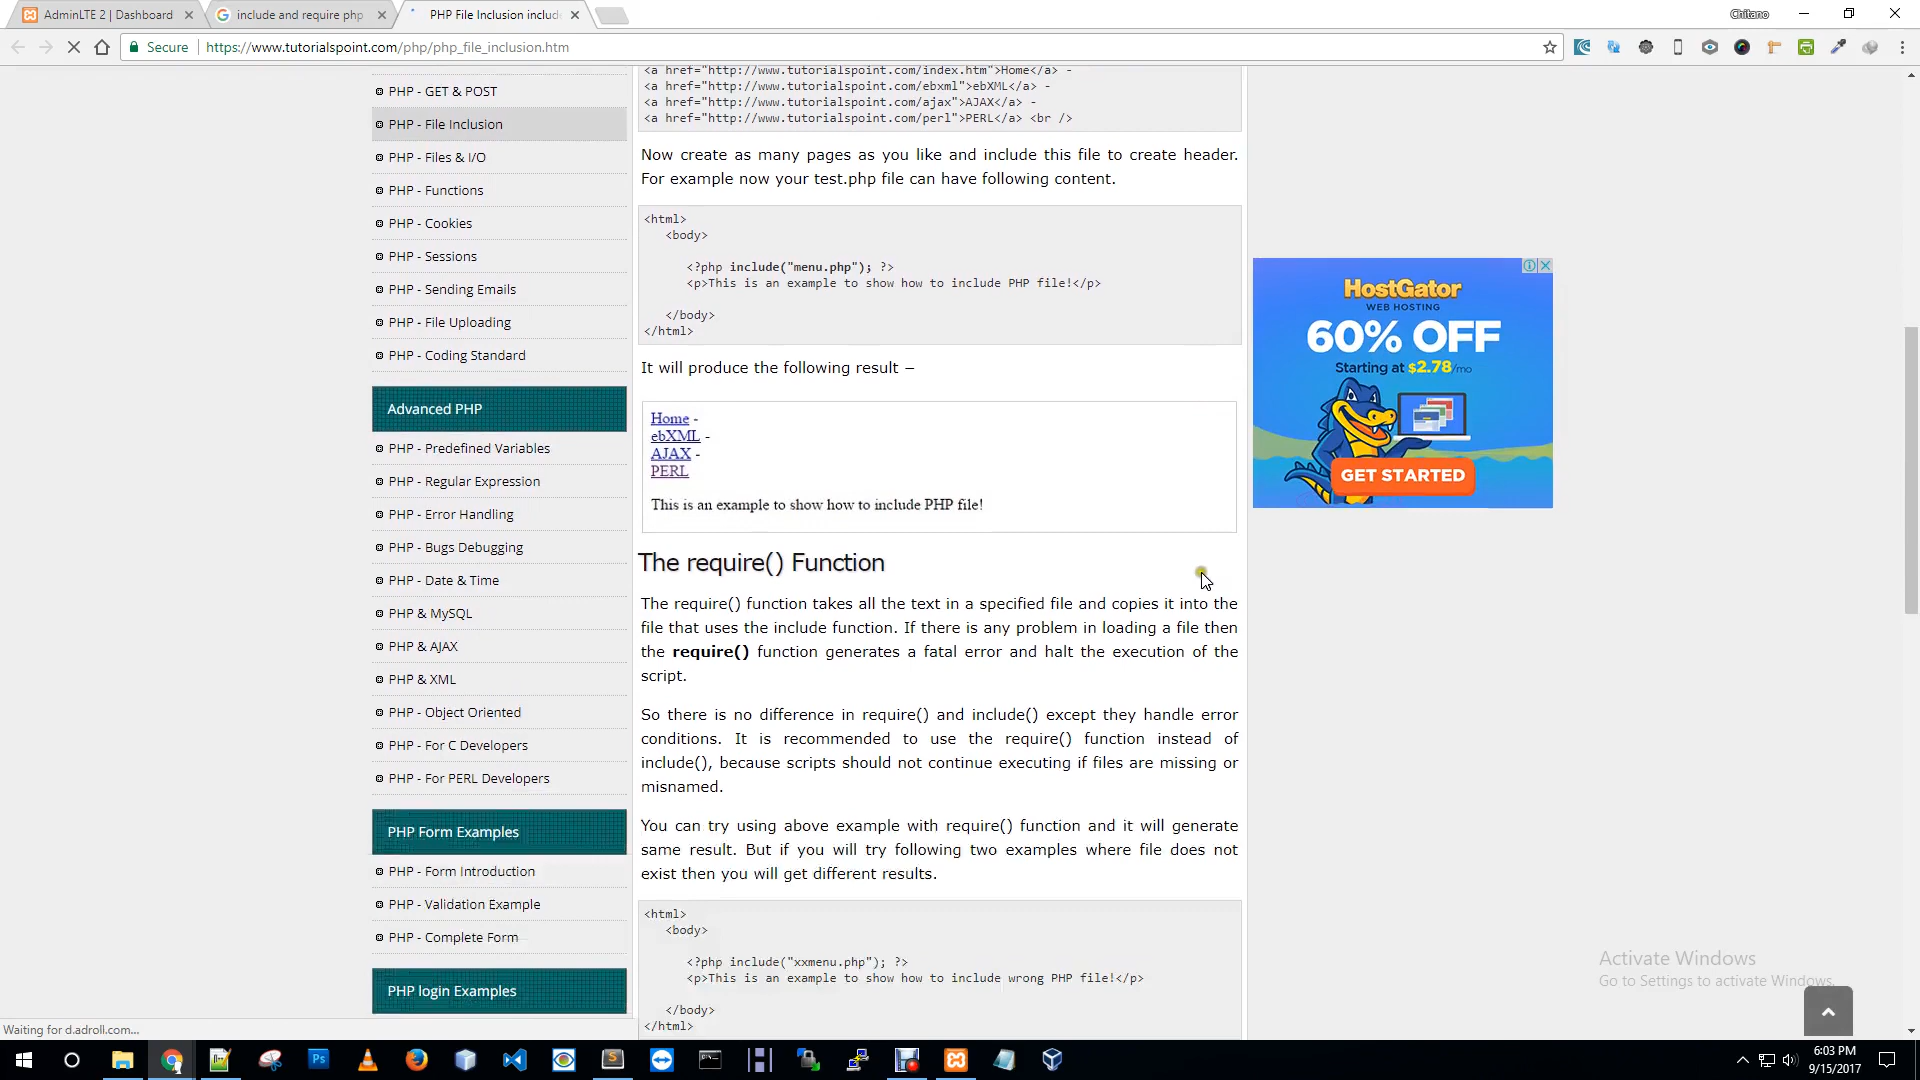 AdminLTE 2 | Dashboard
include and require php
PHP File Inclusion includ
Chitano
Secure
https://www.tutorialspoint.com/php/php_file_inclusion.htm
PHP - GET & POST
PHP - File Inclusion
PHP - Files & I/O
PHP - Functions
PHP - Cookies
PHP - Sessions
PHP - Sending Emails
PHP - File Uploading
PHP - Coding Standard
Advanced PHP
PHP - Predefined Variables
PHP - Regular Expression
PHP - Error Handling
PHP - Bugs Debugging
PHP - Date & Time
PHP & MySQL
PHP & AJAX
PHP & XML
PHP - Object Oriented
PHP - For C Developers
PHP - For PERL Developers
PHP Form Examples
PHP - Form Introduction
PHP - Validation Example
PHP - Complete Form
PHP login Examples
<a href="http://www.tutorialspoint.com/index.htm">Home</a> -
<a href="http://www.tutorialspoint.com/ebxml">ebXML</a> -
<a href="http://www.tutorialspoint.com/ajax">AJAX</a> -
<a href="http://www.tutorialspoint.com/perl">PERL</a> <br />
Now create as many pages as you like and include this file to create header.
For example now your test.php file can have following content.
<html>
<body>
<?php include("menu.php"); ?>
<p>This is an example to show how to include PHP file!</p>
</body>
</html>
It will produce the following result −
Home -
ebXML -
AJAX -
PERL
This is an example to show how to include PHP file!
The require() Function
The require() function takes all the text in a specified file and copies it into the
file that uses the include function. If there is any problem in loading a file then
the require() function generates a fatal error and halt the execution of the
script.
So there is no difference in require() and include() except they handle error
conditions. It is recommended to use the require() function instead of
include(), because scripts should not continue executing if files are missing or
misnamed.
You can try using above example with require() function and it will generate
same result. But if you will try following two examples where file does not
exist then you will get different results.
<html>
<body>
<?php include("xxmenu.php"); ?>
<p>This is an example to show how to include wrong PHP file!</p>
</body>
</html>
HostGator
WEB HOSTING
60% OFF
Starting at $2.78/mo
GET STARTED
Activate Windows
Go to Settings to activate Windows.
Waiting for d.adroll.com...
Ps
6:03 PM
9/15/2017